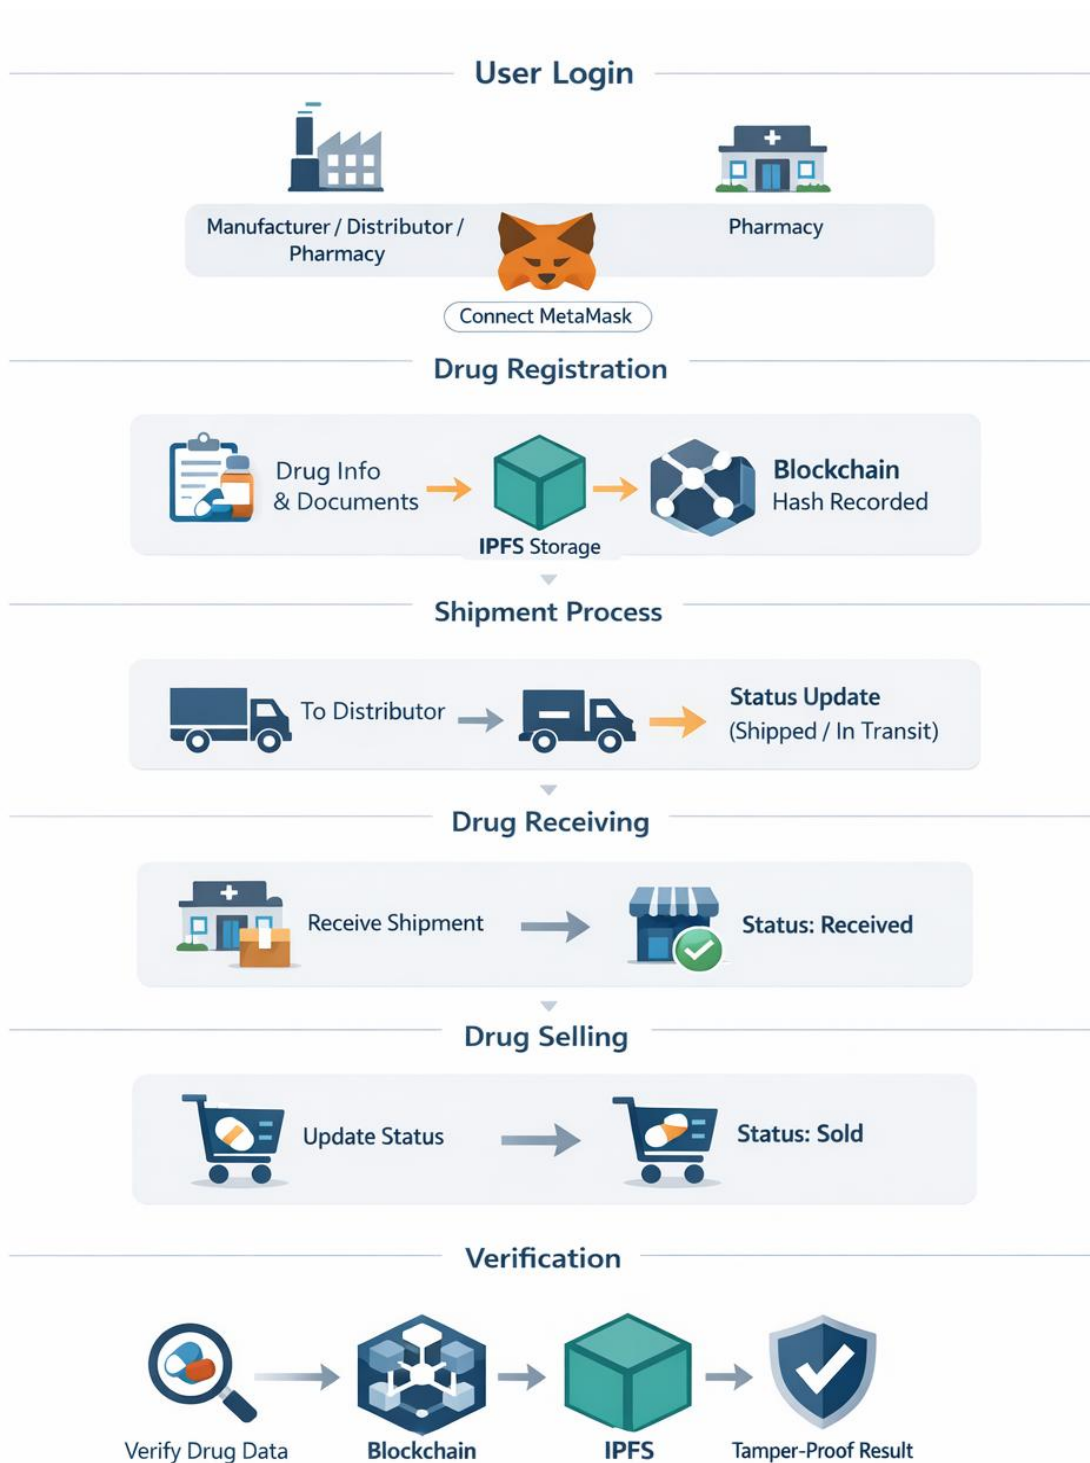 User Login
Manufacturer / Distributor /
Pharmacy
Pharmacy
Connect MetaMask
Drug Registration
Drug Info
& Documents
IPFS Storage
Blockchain
Hash Recorded
Shipment Process
To Distributor
Status Update
(Shipped / In Transit)
Drug Receiving
Receive Shipment
Status: Received
Drug Selling
Update Status
Status: Sold
Verification
Verify Drug Data
Blockchain
IPFS
Tamper-Proof Result